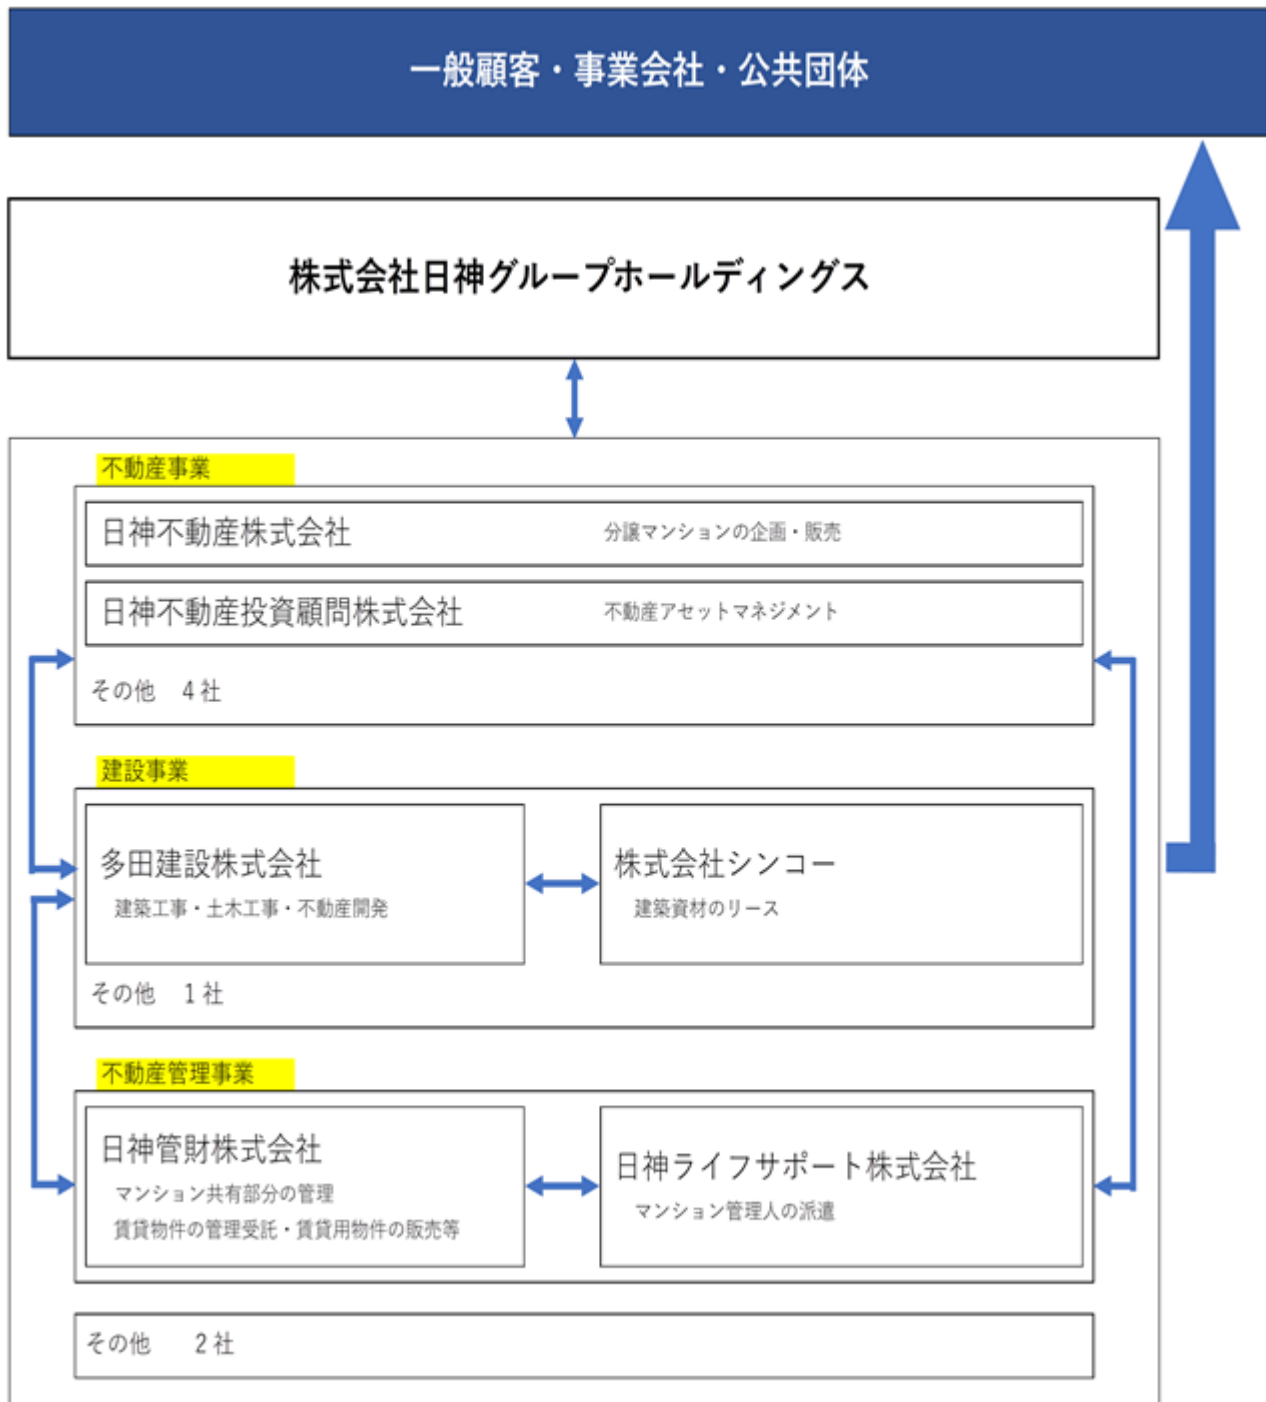 一般顧客・事業会社・公共団体
株式会社日神グループホールディングス
不動産事業
日神不動産株式会社 分譲マンションの企画・販売
日神不動産投資顧問株式会社 不動産アセットマネジメント
その他 4社
建設事業
多田建設株式会社
建築工事・土木工事・不動産開発
株式会社シンコー
建築資材のリース
その他 1社
不動産管理事業
日神管財株式会社
マンション共有部分の管理
賃貸物件の管理受託・賃貸用物件の販売等
日神ライフサポート株式会社
マンション管理人の派遣
その他 2社